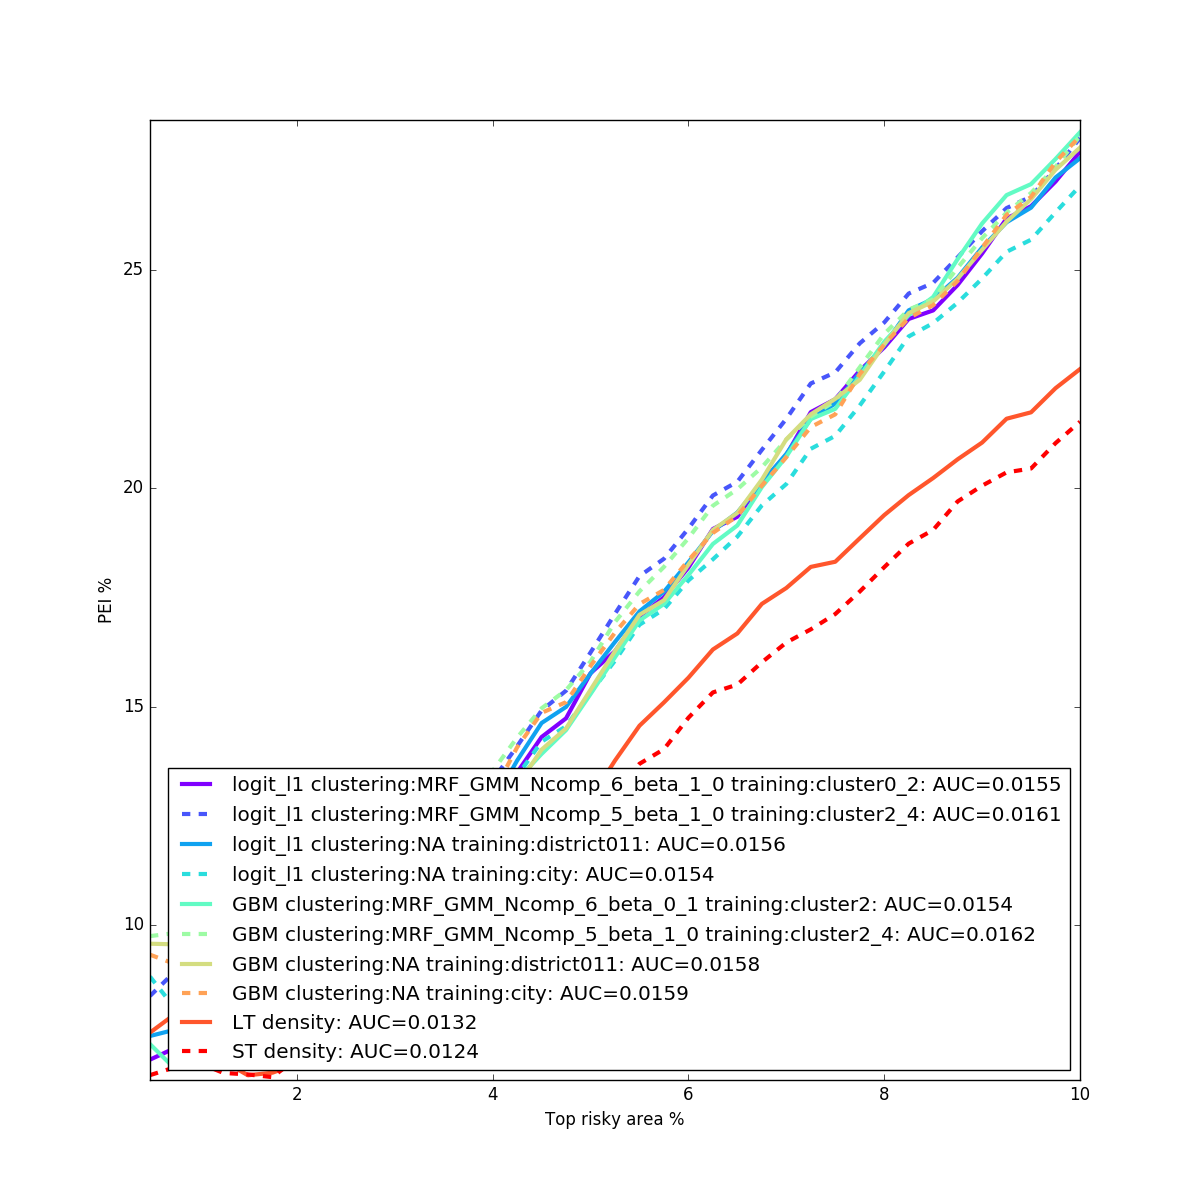 25
20
15
10
PEI %
logit_l1 clustering:MRF_GMM_Ncomp_6_beta_1_0 training:cluster0_2: AUC=0.0155
logit_l1 clustering:MRF_GMM_Ncomp_5_beta_1_0 training:cluster2_4: AUC=0.0161
logit_l1 clustering:NA training:district011: AUC=0.0156
logit_l1 clustering:NA training:city: AUC=0.0154
GBM clustering:MRF_GMM_Ncomp_6_beta_0_1 training:cluster2: AUC=0.0154
GBM clustering:MRF_GMM_Ncomp_5_beta_1_0 training:cluster2_4: AUC=0.0162
GBM clustering:NA training:district011: AUC=0.0158
GBM clustering:NA training:city: AUC=0.0159
LT density: AUC=0.0132
ST density: AUC=0.0124
2 4 6 8 10
Top risky area %